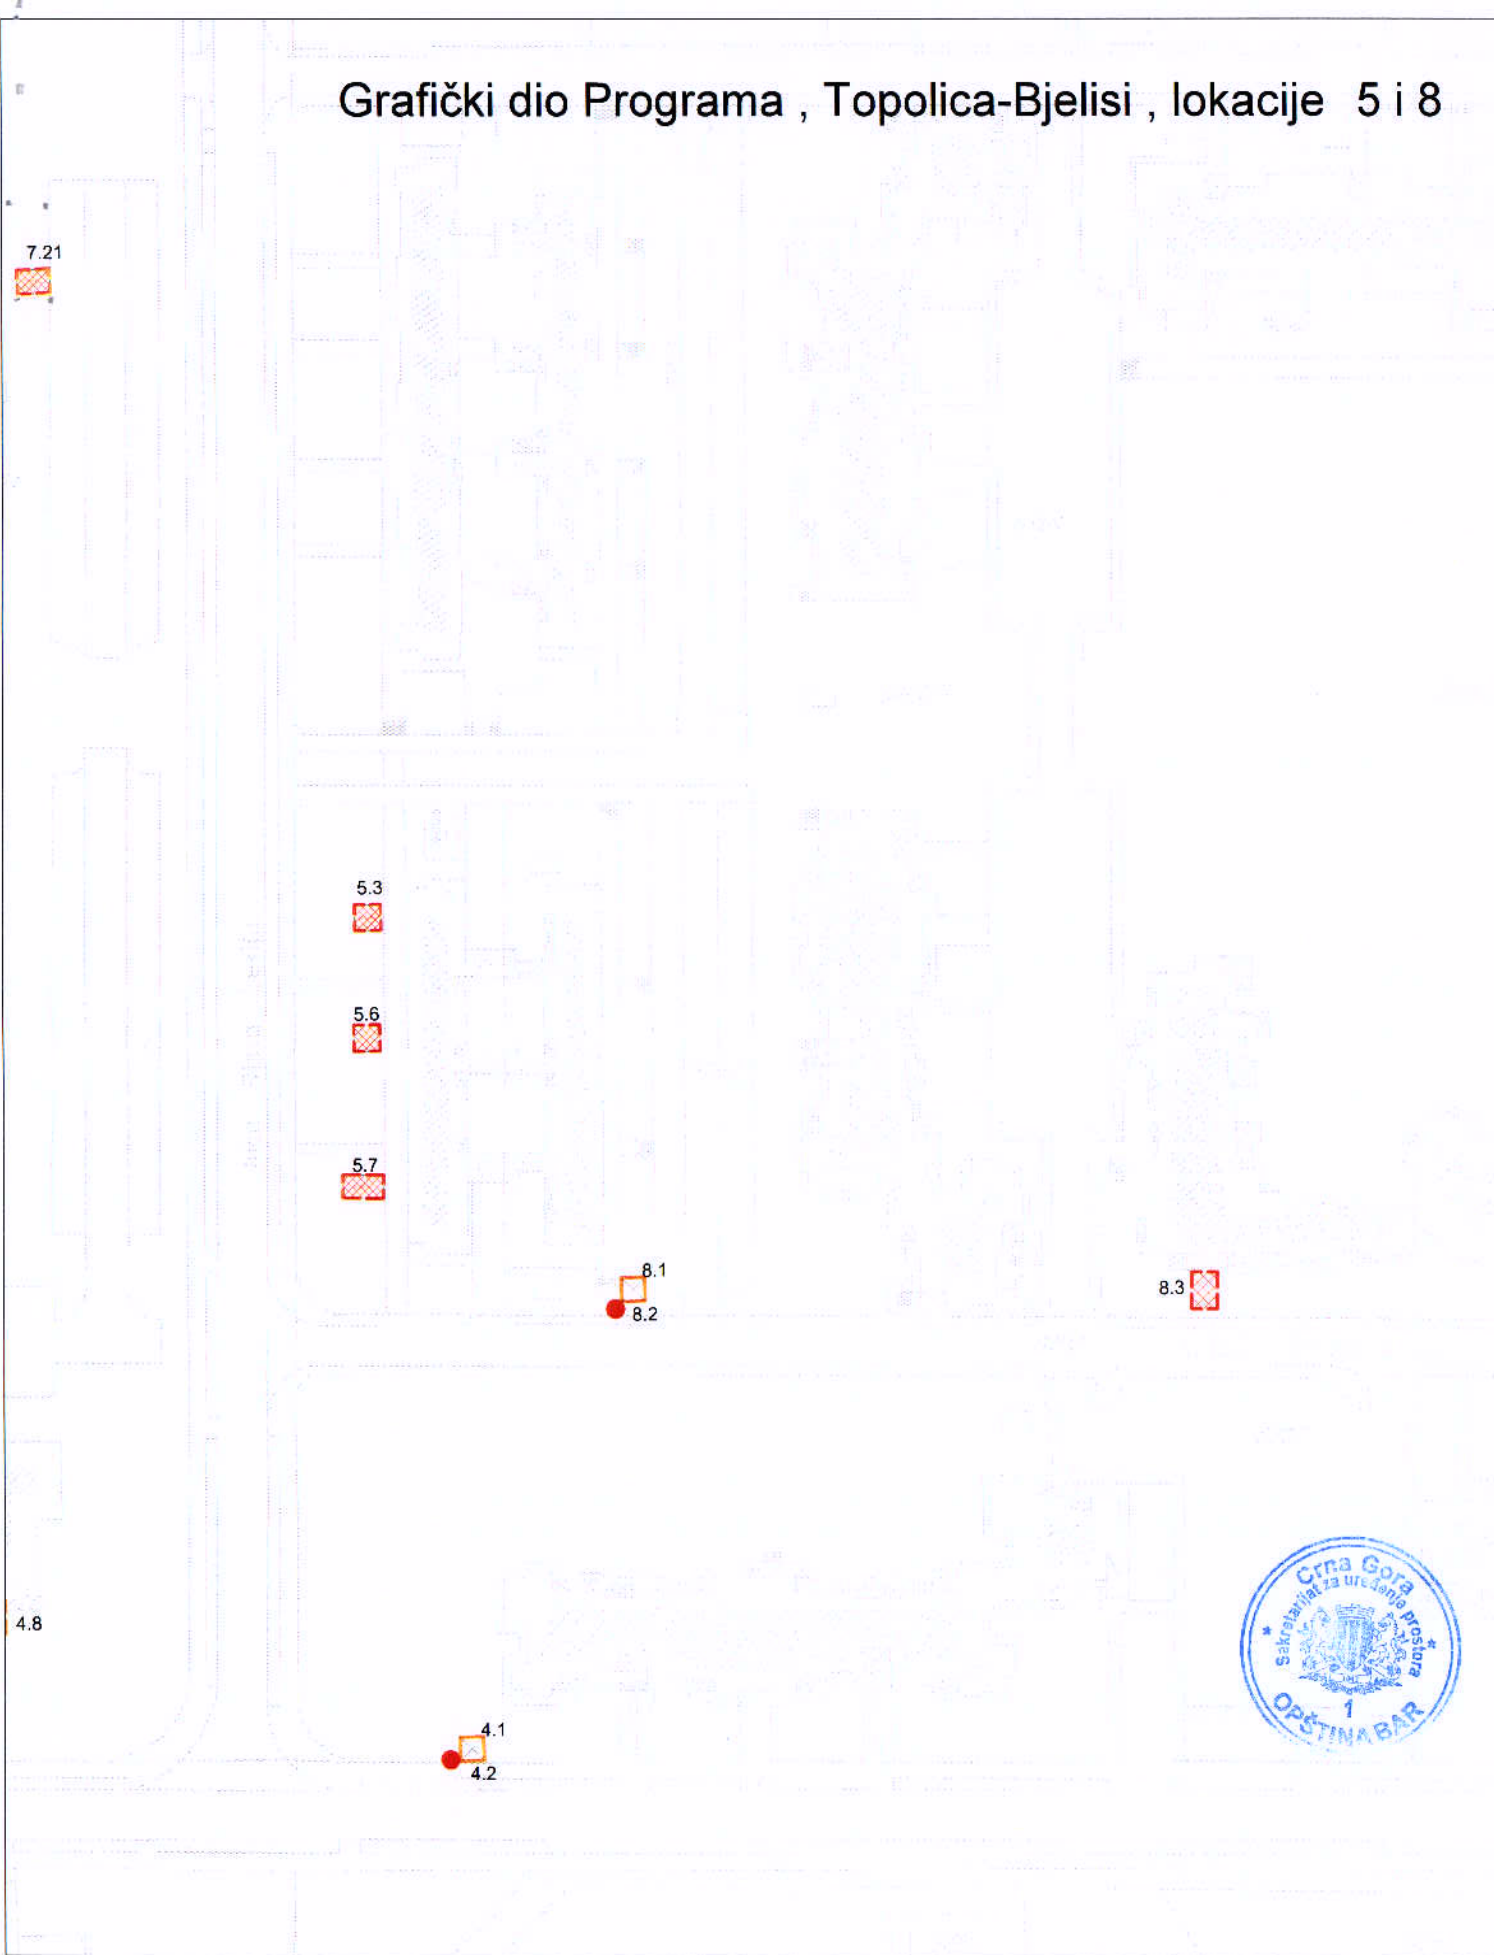 Grafički dio Programa , Topolica-Bjelisi , lokacije 5 i 8
7.21
5.3
5.6
5.7
8.1
8.2
8.3
4.8
4.1
4.2
Crna Gora
Sekretarijat za uređenje prostora
1
OPŠTINA BAR